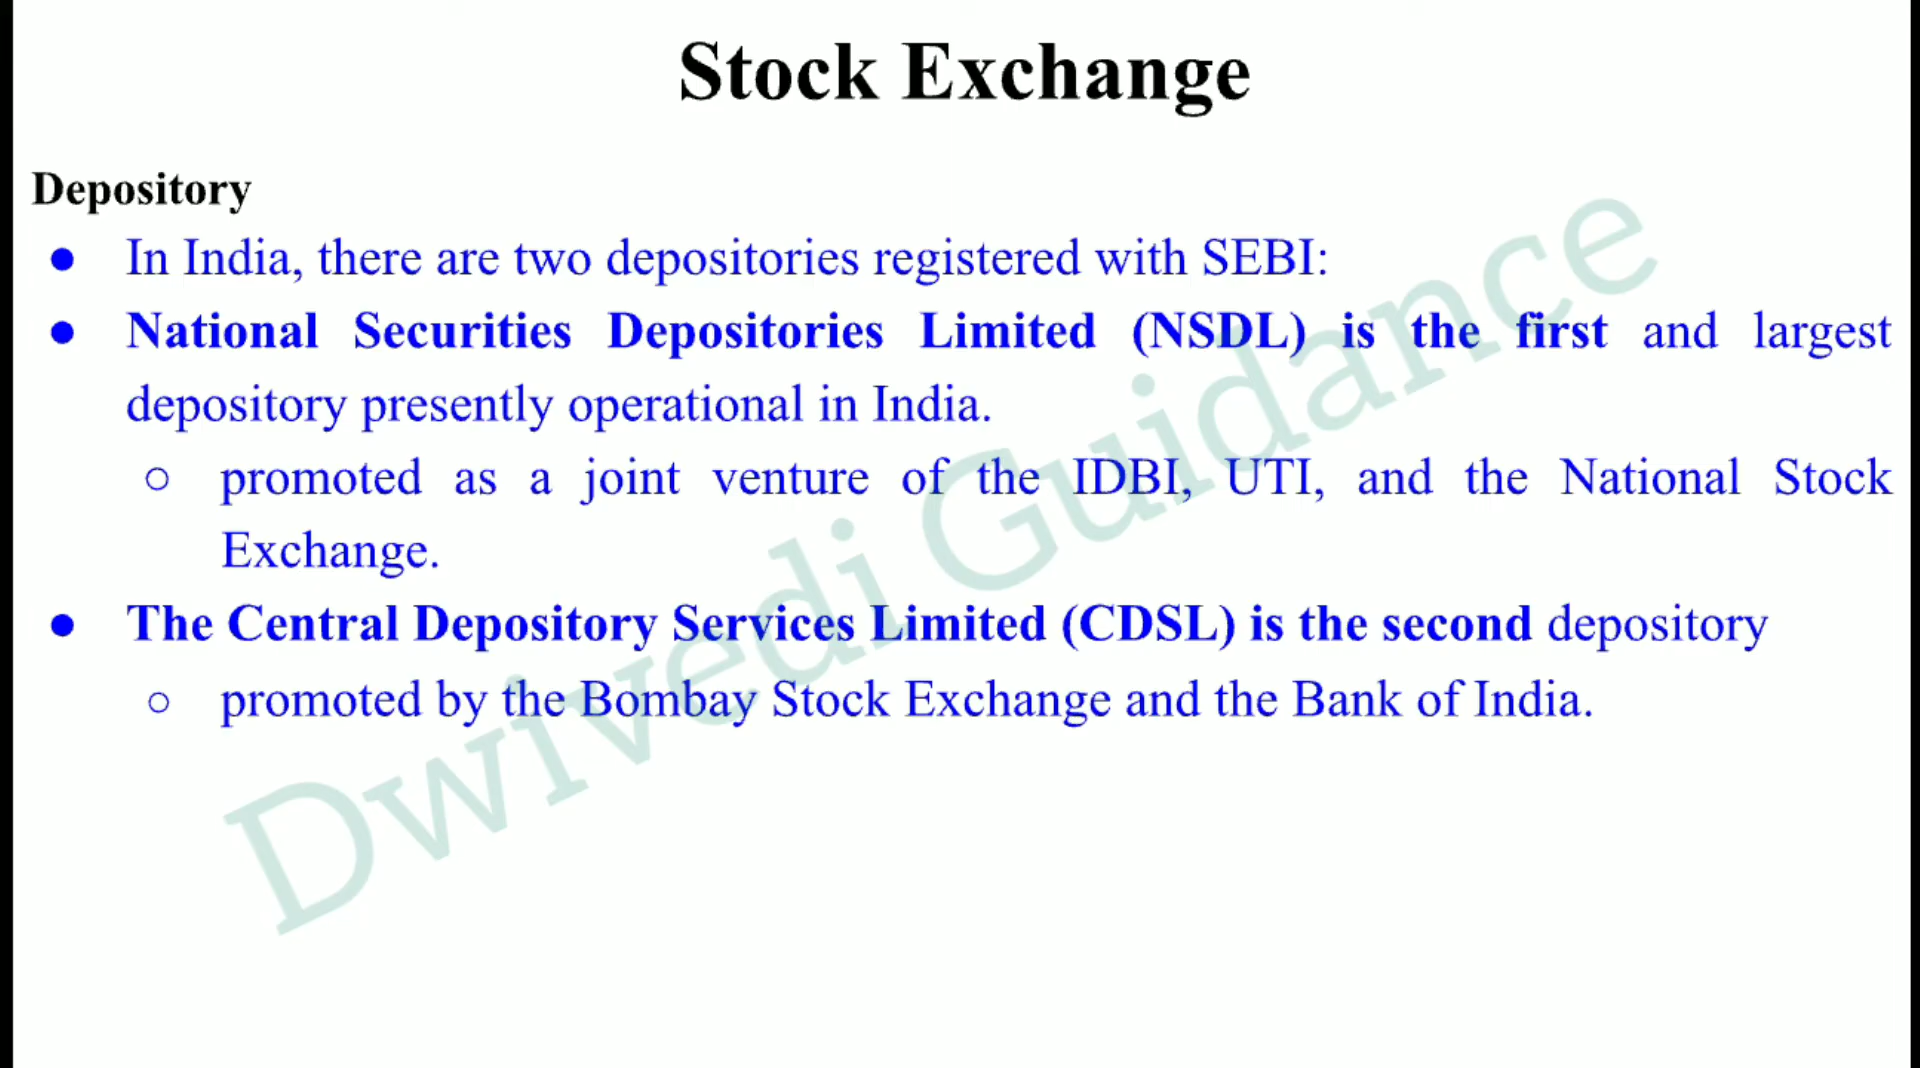 Stock Exchange
Depository
● In India, there are two depositories registered with SEBI:
● National Securities Depositories Limited (NSDL) is the first and largest
depository presently operational in India.
○ promoted as a joint venture of the IDBI, UTI, and the National Stock
Exchange.
● The Central Depository Services Limited (CDSL) is the second depository
○ promoted by the Bombay Stock Exchange and the Bank of India.
Dwivedi Guidance